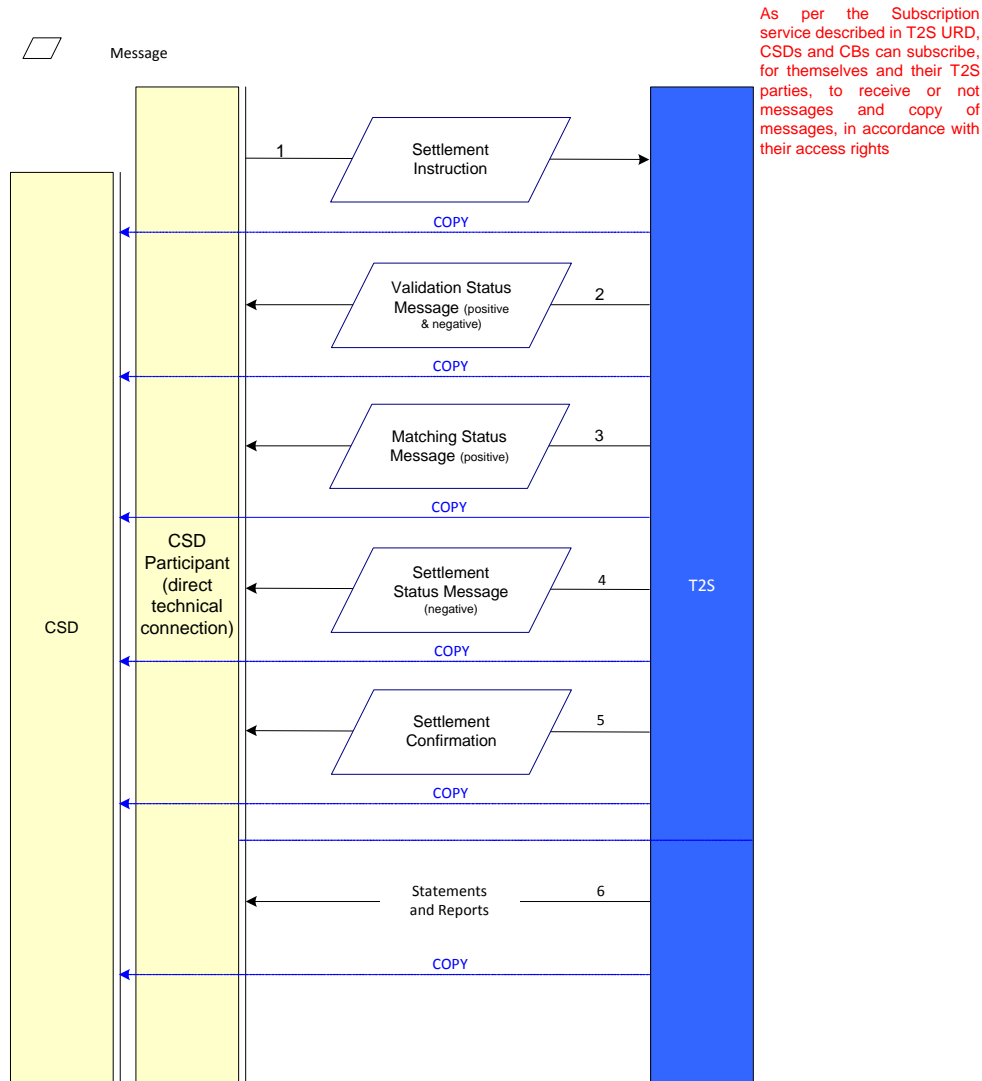 As per the Subscription
service described in T2S URD,
CSDs and CBs can subscribe,
for themselves and their T2S
parties, to receive or not
messages and copy of
messages, in accordance with
their access rights
Message
1
Settlement
Instruction
COPY
Validation Status
Message (positive
& negative)
2
COPY
Matching Status
Message (positive)
3
COPY
CSD
Participant
(direct
technical
connection)
Settlement
Status Message
(negative)
4
T2S
CSD
COPY
Settlement
Confirmation
5
COPY
Statements
and Reports
6
COPY